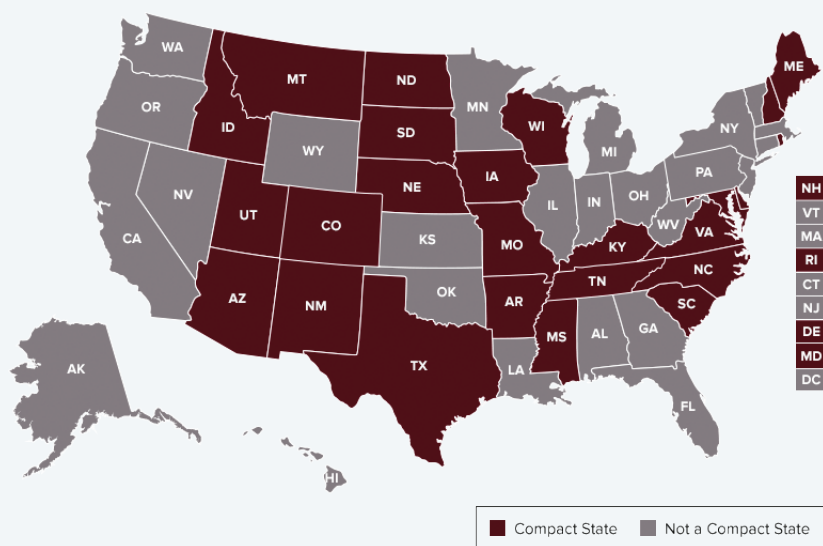 WA
ME
MT
ND
MN
OR
ID
WI
NY
SD
WY
MI
PA
IA
NE
NV
OH
IL
IN
UT
CO
WV
VA
CA
KS
MO
KY
NC
TN
AZ
NM
OK
AR
SC
MS
AL
GA
TX
LA
AK
FL
HI
NH
VT
MA
RI
CT
NJ
DE
MD
DC
Compact State
Not a Compact State